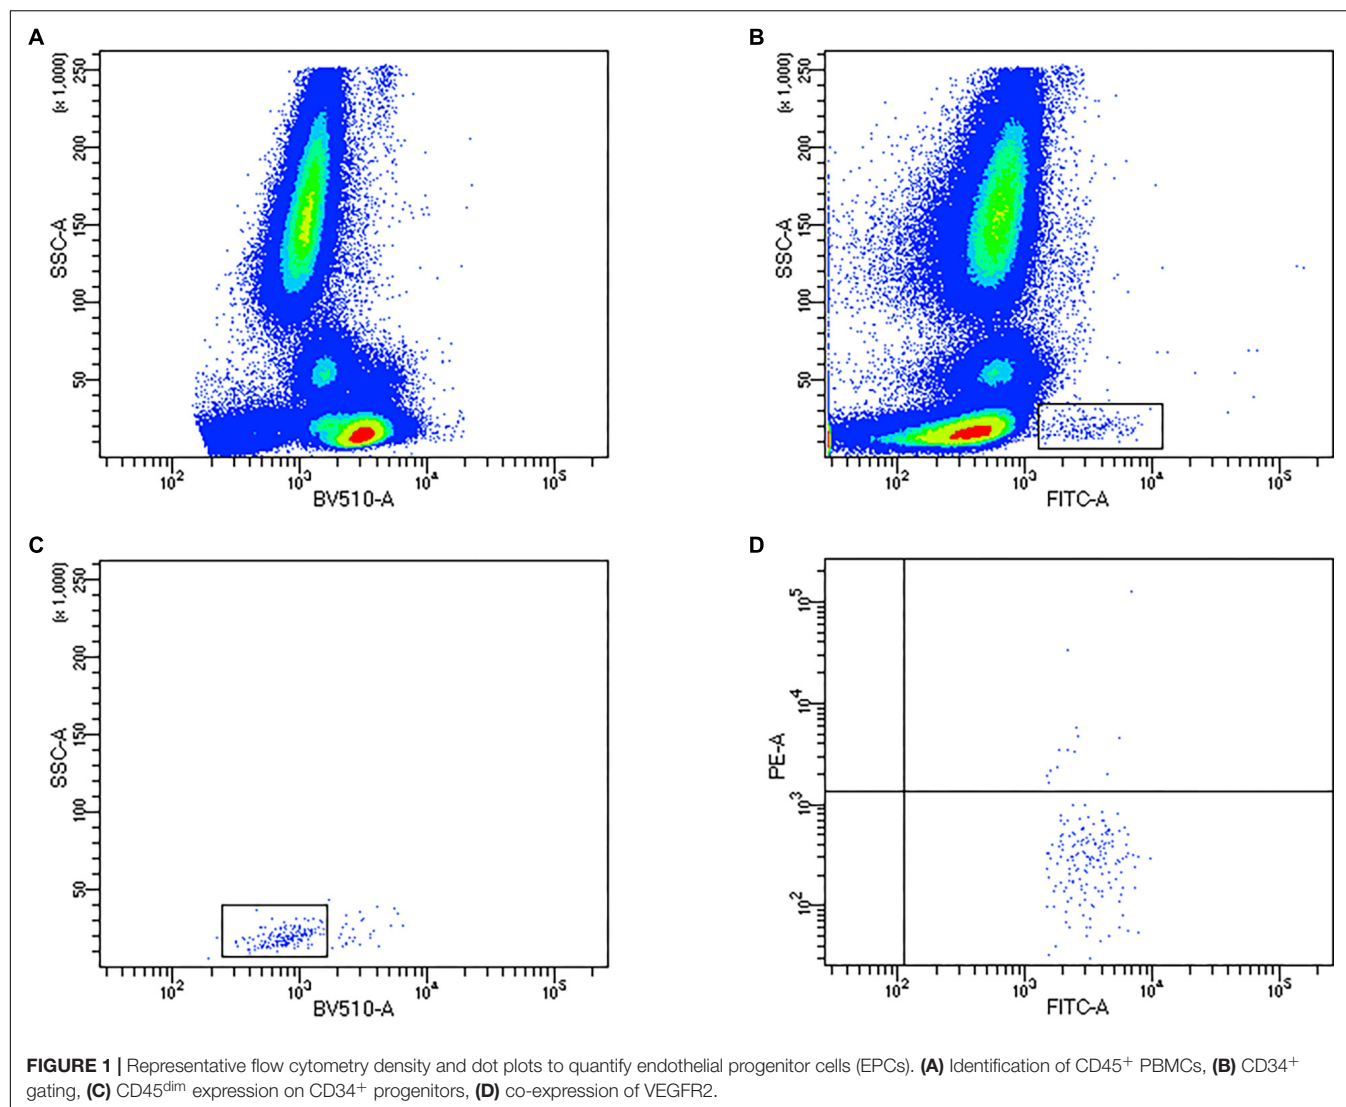 A
(× 1,000)
250
200
150
100
50
SSC-A
10² 10³ 10⁴ 10⁵
BV510-A
B
(× 1,000)
250
200
150
100
50
SSC-A
10² 10³ 10⁴ 10⁵
FITC-A
C
(× 1,000)
250
200
150
100
50
SSC-A
10² 10³ 10⁴ 10⁵
BV510-A
D
10⁵
10⁴
10³
10²
PE-A
10² 10³ 10⁴ 10⁵
FITC-A
FIGURE 1 | Representative flow cytometry density and dot plots to quantify endothelial progenitor cells (EPCs). (A) Identification of CD45⁺ PBMCs, (B) CD34⁺
gating, (C) CD45ᵈⁱᵐ expression on CD34⁺ progenitors, (D) co-expression of VEGFR2.